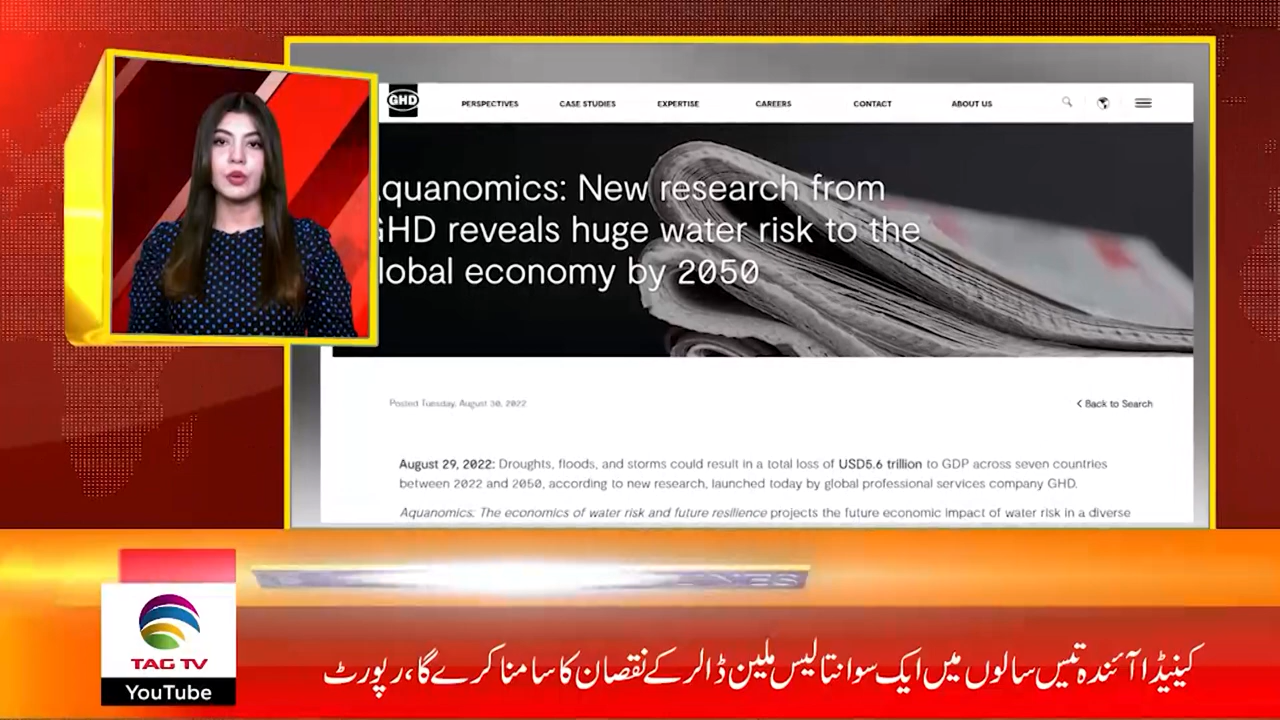 GHD
PERSPECTIVES CASE STUDIES EXPERTISE CAREERS CONTACT ABOUT US
quanomics: New research from
HD reveals huge water risk to the
lobal economy by 2050
Posted Tuesday, August 30, 2022
Back to Search
August 29, 2022: Droughts, floods, and storms could result in a total loss of USD5.6 trillion to GDP across seven countries
between 2022 and 2050, according to new research, launched today by global professional services company GHD.
Aquanomics: The economics of water risk and future resilience projects the future economic impact of water risk in a diverse
TAG TV
YouTube
کینیڈا آئندہ تیس سالوں میں ایک سو انتالیس ملین ڈالر کے نقصان کا سامنا کرے گا، رپورٹ